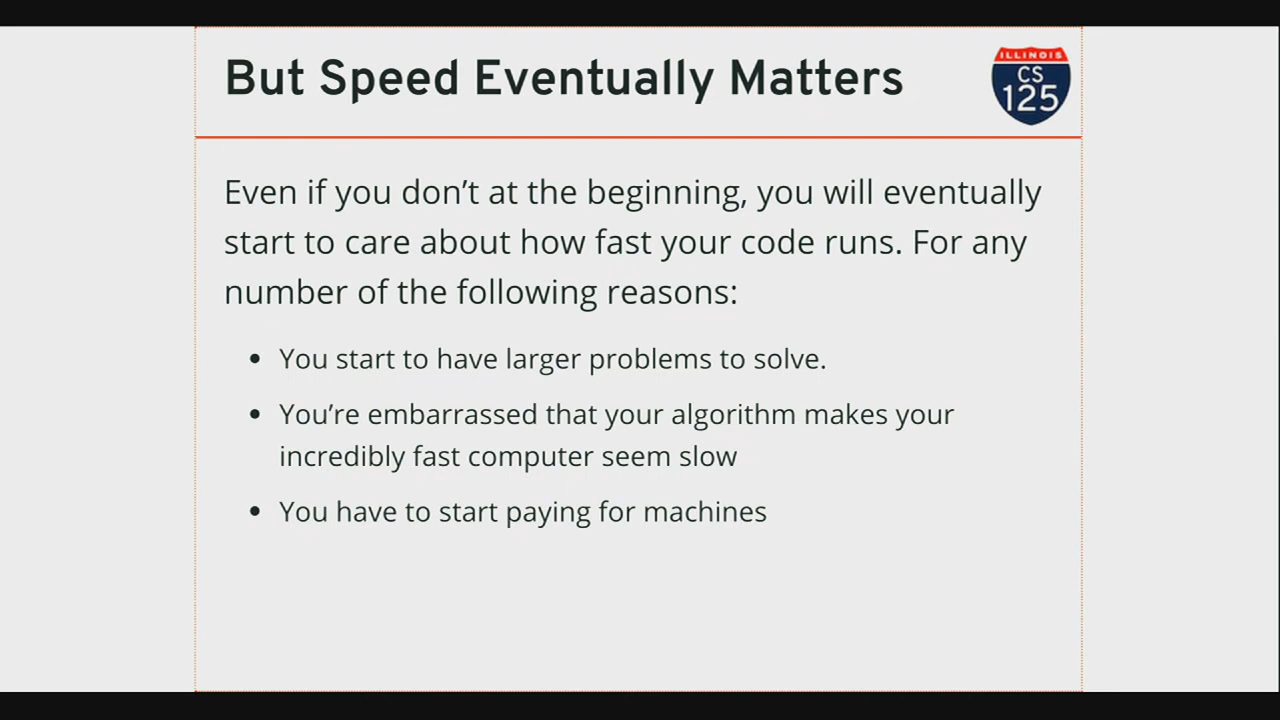 But Speed Eventually Matters
ILLINOIS
CS
125
Even if you don’t at the beginning, you will eventually
start to care about how fast your code runs. For any
number of the following reasons:
• You start to have larger problems to solve.
• You’re embarrassed that your algorithm makes your
incredibly fast computer seem slow
• You have to start paying for machines